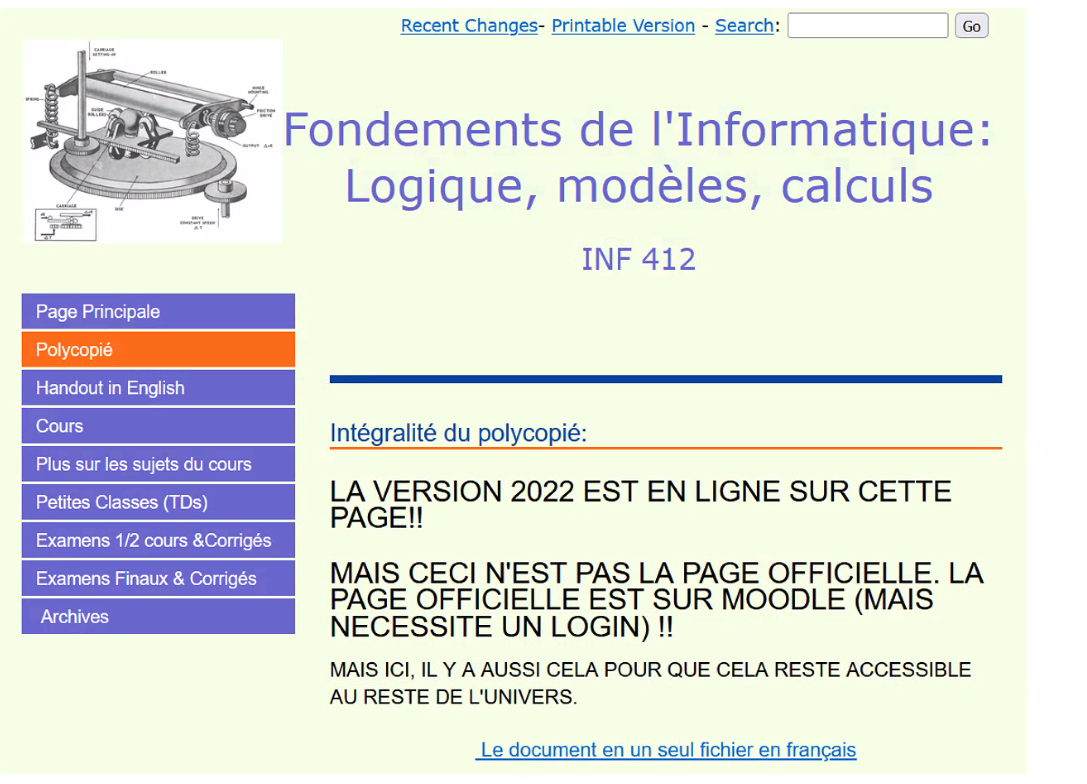 Recent Changes- Printable Version - Search: Go
CARRIAGE
SETTING
ROLLER
SPRING
GUIDE
ROLLERS
HINGE
MOUNTING
FRICTION
DRIVE
OUTPUT
CARRIAGE
DISK
DRIVE
CONSTANT SPEED
Fondements de l'Informatique:
Logique, modèles, calculs
INF 412
Page Principale
Polycopié
Handout in English
Cours
Plus sur les sujets du cours
Petites Classes (TDs)
Examens 1/2 cours &Corrigés
Examens Finaux & Corrigés
Archives
Intégralité du polycopié:
LA VERSION 2022 EST EN LIGNE SUR CETTE
PAGE!!
MAIS CECI N'EST PAS LA PAGE OFFICIELLE. LA
PAGE OFFICIELLE EST SUR MOODLE (MAIS
NECESSITE UN LOGIN) !!
MAIS ICI, IL Y A AUSSI CELA POUR QUE CELA RESTE ACCESSIBLE
AU RESTE DE L'UNIVERS.
Le document en un seul fichier en français